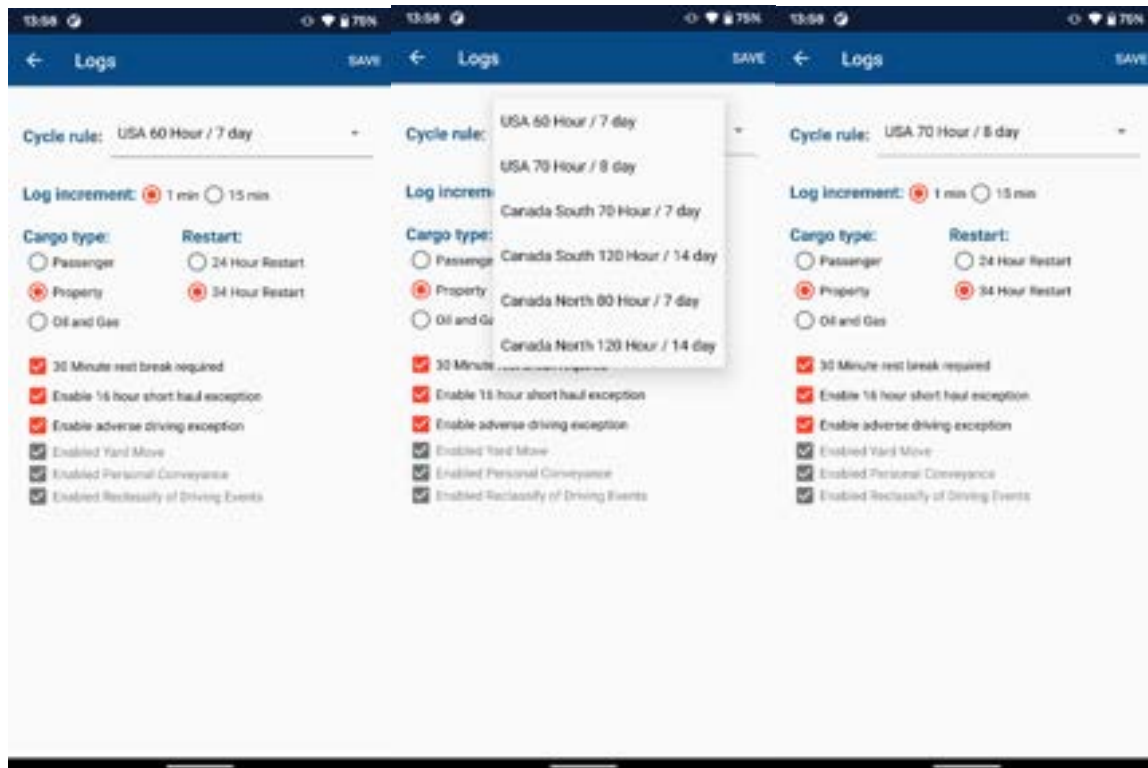 13:58 75%
Logs SAVE
Cycle rule: USA 60 Hour / 7 day
Log increment: 1 min 15 min
Cargo type: Restart:
Passenger 24 Hour Restart
Property 34 Hour Restart
Oil and Gas
30 Minute rest break required
Enable 16 hour short haul exception
Enable adverse driving exception
Enabled Yard Move
Enabled Personal Conveyance
Enabled Reclassify of Driving Events
13:58 75%
Logs SAVE
Cycle rule:
USA 60 Hour / 7 day
USA 70 Hour / 8 day
Canada South 70 Hour / 7 day
Canada South 120 Hour / 14 day
Canada North 80 Hour / 7 day
Canada North 120 Hour / 14 day
Log increm
Cargo type:
Passenge
Property
Oil and Ga
30 Minute rest break required
Enable 16 hour short haul exception
Enable adverse driving exception
Enabled Yard Move
Enabled Personal Conveyance
Enabled Reclassify of Driving Events
13:58 75%
Logs SAVE
Cycle rule: USA 70 Hour / 8 day
Log increment: 1 min 15 min
Cargo type: Restart:
Passenger 24 Hour Restart
Property 34 Hour Restart
Oil and Gas
30 Minute rest break required
Enable 16 hour short haul exception
Enable adverse driving exception
Enabled Yard Move
Enabled Personal Conveyance
Enabled Reclassify of Driving Events